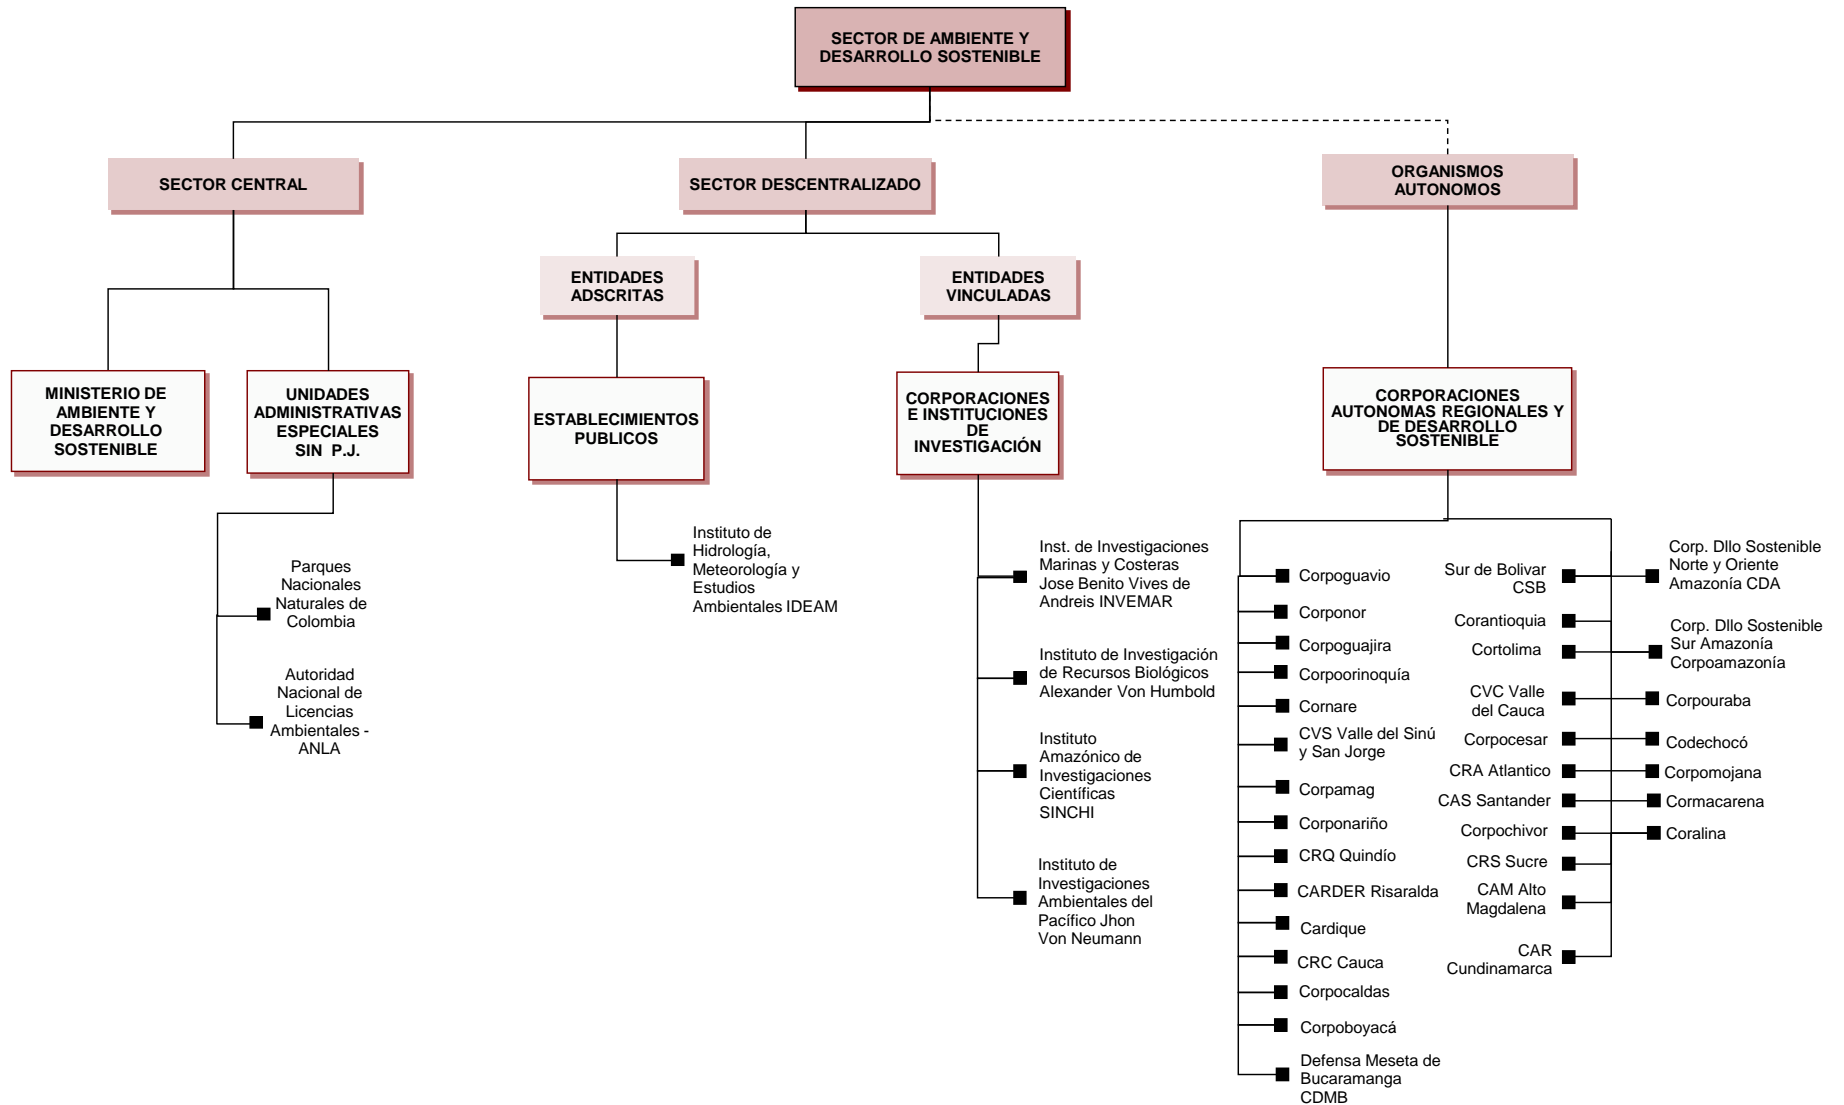 SECTOR DE AMBIENTE Y
DESARROLLO SOSTENIBLE
SECTOR CENTRAL
SECTOR DESCENTRALIZADO
ORGANISMOS
AUTONOMOS
ENTIDADES
ADSCRITAS
ENTIDADES
VINCULADAS
MINISTERIO DE
AMBIENTE Y
DESARROLLO
SOSTENIBLE
UNIDADES
ADMINISTRATIVAS
ESPECIALES
SIN P.J.
ESTABLECIMIENTOS
PUBLICOS
CORPORACIONES
E INSTITUCIONES
DE
INVESTIGACIÓN
CORPORACIONES
AUTONOMAS REGIONALES Y
DE DESARROLLO
SOSTENIBLE
Parques
Nacionales
Naturales de
Colombia
Autoridad
Nacional de
Licencias
Ambientales -
ANLA
Instituto de
Hidrología,
Meteorología y
Estudios
Ambientales IDEAM
Inst. de Investigaciones
Marinas y Costeras
Jose Benito Vives de
Andreis INVEMAR
Instituto de Investigación
de Recursos Biológicos
Alexander Von Humbold
Instituto
Amazónico de
Investigaciones
Científicas
SINCHI
Instituto de
Investigaciones
Ambientales del
Pacífico Jhon
Von Neumann
Corpoguavio
Corponor
Corpoguajira
Corpoorinoquía
Cornare
CVS Valle del Sinú
y San Jorge
Corpamag
Corponariño
CRQ Quindío
CARDER Risaralda
Cardique
CRC Cauca
Corpocaldas
Corpoboyacá
Defensa Meseta de
Bucaramanga
CDMB
Sur de Bolivar
CSB
Corantioquia
Cortolima
CVC Valle
del Cauca
Corpocesar
CRA Atlantico
CAS Santander
Corpochivor
CRS Sucre
CAM Alto
Magdalena
CAR
Cundinamarca
Corp. Dllo Sostenible
Norte y Oriente
Amazonía CDA
Corp. Dllo Sostenible
Sur Amazonía
Corpoamazonía
Corpouraba
Codechocó
Corpomojana
Cormacarena
Coralina